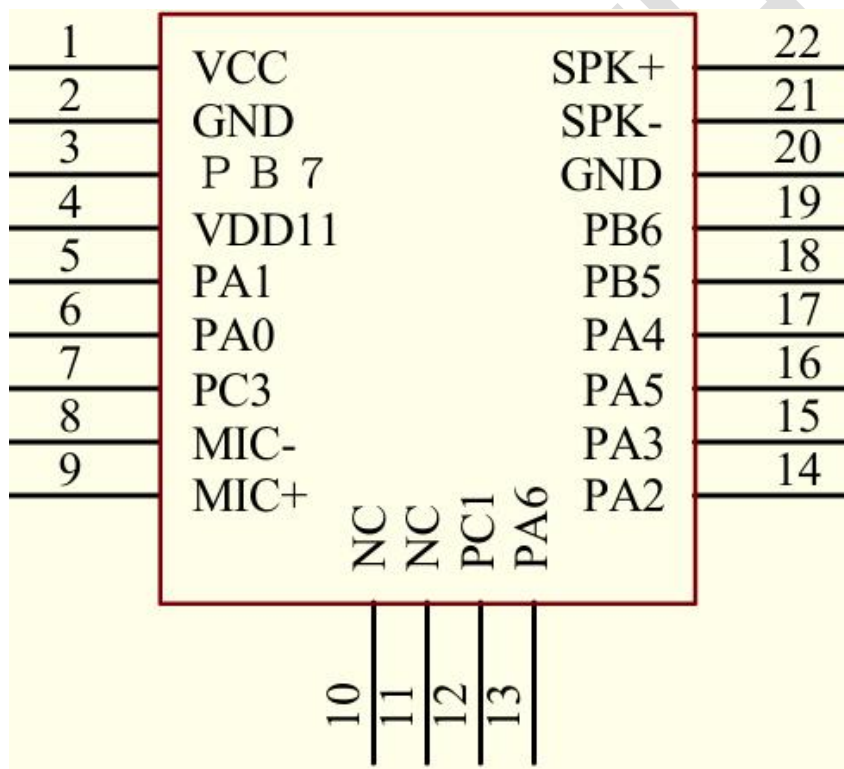 1 VCC SPK+ 22
2 GND SPK- 21
3 ＰＢ７ GND 20
4 VDD11 PB6 19
5 PA1 PB5 18
6 PA0 PA4 17
7 PC3 PA5 16
8 MIC- PA3 15
9 MIC+ PA2 14
NC NC PC1 PA6
10 11 12 13